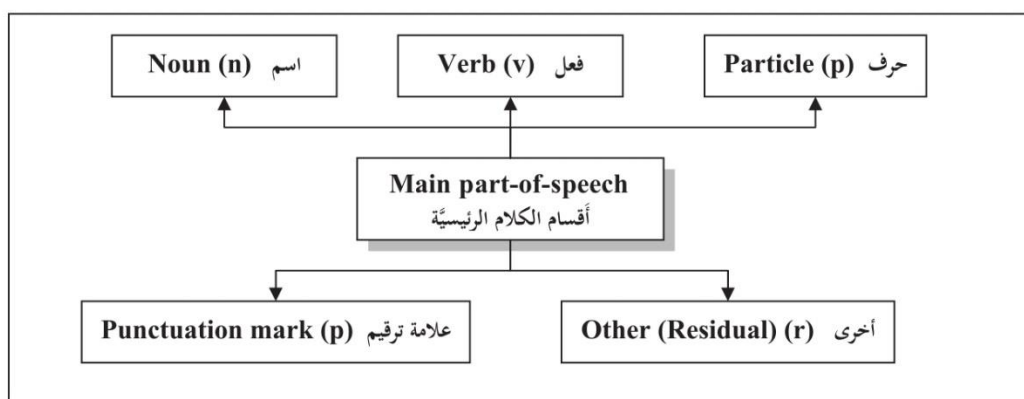 Noun (n) اسم
Verb (v) فعل
Particle (p) حرف
Main part-of-speech
أَقسام الكلام الرئيسيَّة
Punctuation mark (p) علامة ترقيم
Other (Residual) (r) أخرى